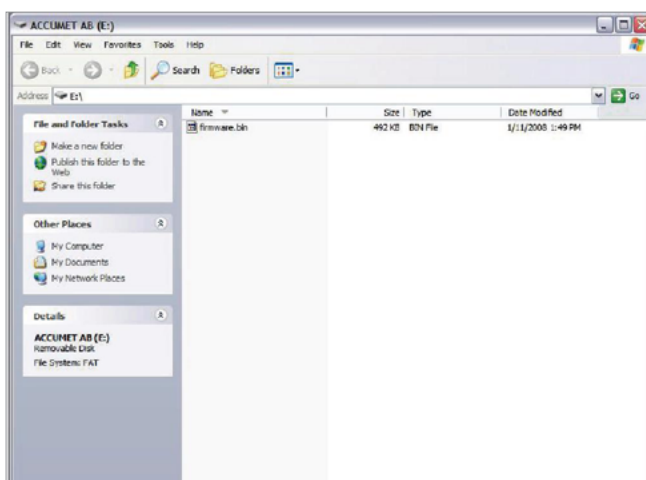 ACCUMET AB (E:)
File Edit View Favorites Tools Help
Back Search Folders
Address E:\ Go
Name Size Type Date Modified
firmware.bin 492 KB BIN File 1/11/2008 1:49 PM
File and Folder Tasks
Make a new folder
Publish this folder to the
Web
Share this folder
Other Places
My Computer
My Documents
My Network Places
Details
ACCUMET AB (E:)
Removable Disk
File System: FAT